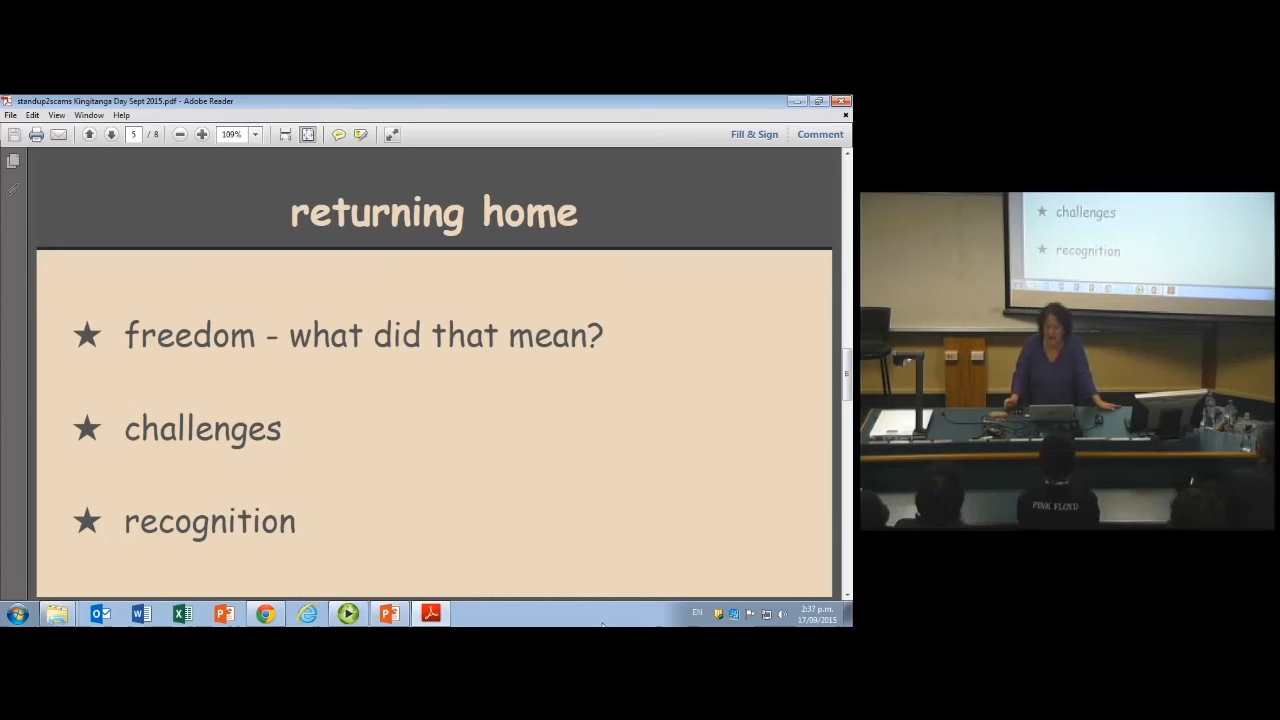 standup2scams Kingitanga Day Sept 2015.pdf - Adobe Reader
File Edit View Window Help
5 / 8 109% Fill & Sign Comment
returning home
★ freedom - what did that mean?
★ challenges
★ recognition
EN 2:37 p.m.
17/09/2015
★ challenges
★ recognition
PINK FLOYD